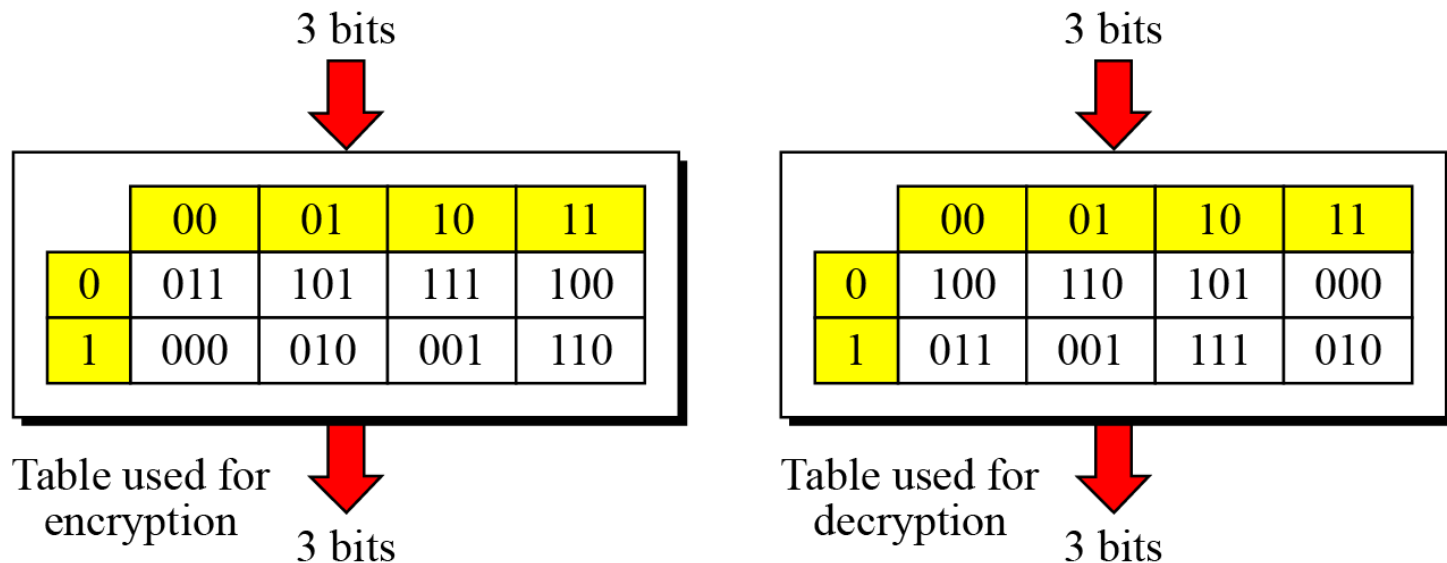 3 bits
00 01 10 11
0 011 101 111 100
1 000 010 001 110
Table used for
encryption
3 bits
3 bits
00 01 10 11
0 100 110 101 000
1 011 001 111 010
Table used for
decryption
3 bits